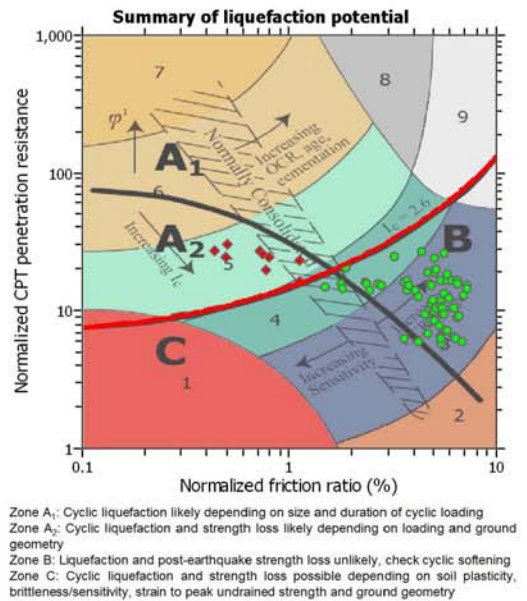 Summary of liquefaction potential
1,000
7
8
9
φ'
Increasing
OCR, age,
cementation
Normally Consolidated
100
A1
6
A2
Increasing Ic
5
Ic = 2.6
B
10
4
C
1
Increasing
Sensitivity
3
2
1
0.1
1
10
Normalized CPT penetration resistance
Normalized friction ratio (%)
Zone A1: Cyclic liquefaction likely depending on size and duration of cyclic loading
Zone A2: Cyclic liquefaction and strength loss likely depending on loading and ground
geometry
Zone B: Liquefaction and post-earthquake strength loss unlikely, check cyclic softening
Zone C: Cyclic liquefaction and strength loss possible depending on soil plasticity,
brittleness/sensitivity, strain to peak undrained strength and ground geometry